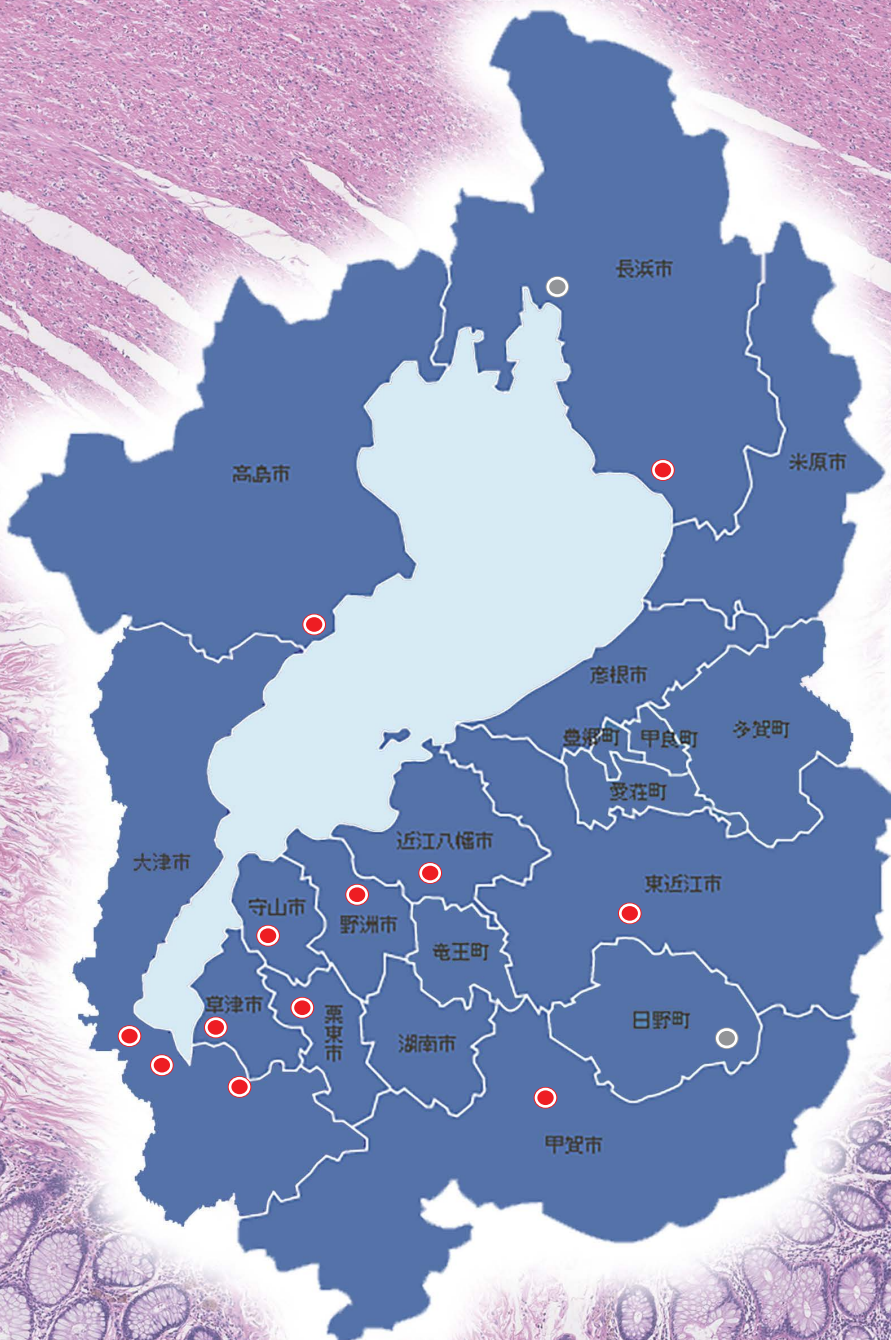 長浜市
米原市
高島市
彦根市
多賀町
豊郷町
甲良町
愛荘町
近江八幡市
大津市
東近江市
守山市
野洲市
竜王町
草津市
栗東市
日野町
湖南市
甲賀市